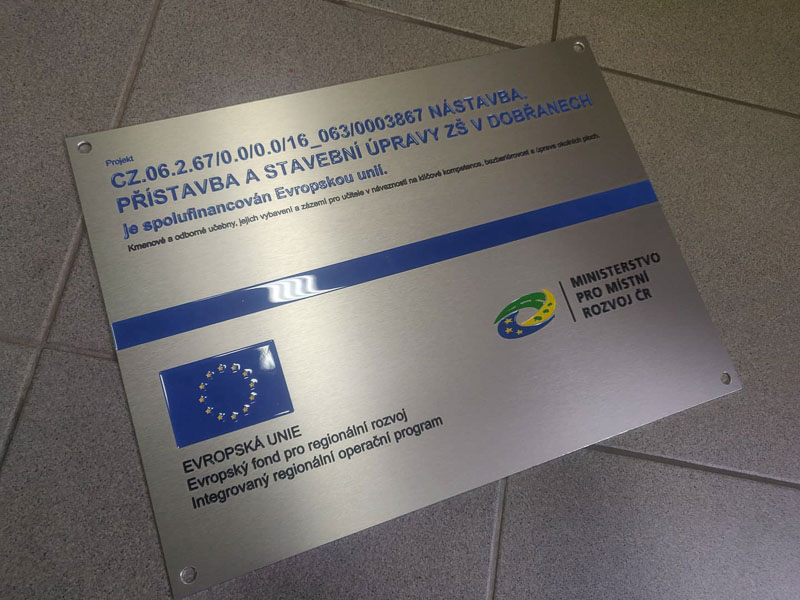 Projekt
CZ.06.2.67/0.0/0.0/16_063/0003867 NÁSTAVBA.
PŘÍSTAVBA A STAVEBNÍ ÚPRAVY ZŠ V DOBŘANECH
je spolufinancován Evropskou unií.
Kmenové a odborné učebny, jejich vybavení a zázemí pro učitele v návaznosti na klíčové kompetence, bezbariérovost a úprava okolních ploch.
MINISTERSTVO
PRO MÍSTNÍ
ROZVOJ ČR
EVROPSKÁ UNIE
Evropský fond pro regionální rozvoj
Integrovaný regionální operační program